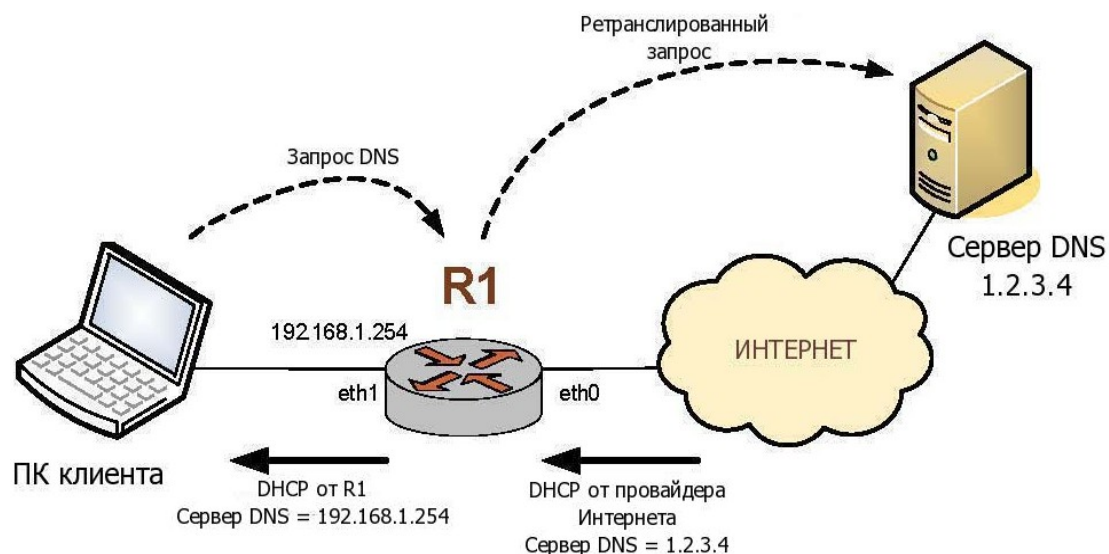 Ретранслированный
запрос
Запрос DNS
Сервер DNS
1.2.3.4
R1
192.168.1.254
ИНТЕРНЕТ
eth1
eth0
ПК клиента
DHCP от R1
Сервер DNS = 192.168.1.254
DHCP от провайдера
Интернета
Сервер DNS = 1.2.3.4